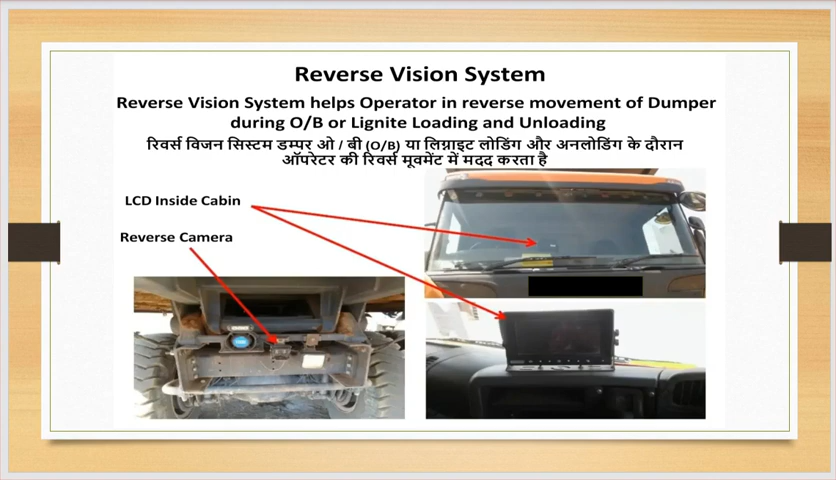 Reverse Vision System
Reverse Vision System helps Operator in reverse movement of Dumper
during O/B or Lignite Loading and Unloading
रिवर्स विजन सिस्टम डम्पर ओ / बी (O/B) या लिग्नाइट लोडिंग और अनलोडिंग के दौरान
ऑपरेटर की रिवर्स मूवमेंट में मदद करता है
LCD Inside Cabin
Reverse Camera